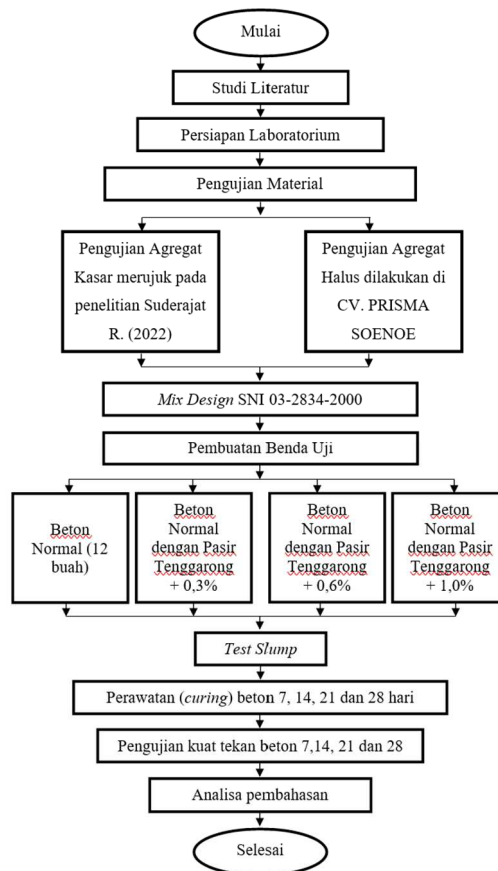 Mulai
Studi Literatur
Persiapan Laboratorium
Pengujian Material
Pengujian Agregat
Kasar merujuk pada
penelitian Suderajat
R. (2022)
Pengujian Agregat
Halus dilakukan di
CV. PRISMA
SOENOE
Mix Design SNI 03-2834-2000
Pembuatan Benda Uji
Beton
Normal (12
buah)
Beton
Normal
dengan Pasir
Tenggarong
+ 0,3%
Beton
Normal
dengan Pasir
Tenggarong
+ 0,6%
Beton
Normal
dengan Pasir
Tenggarong
+ 1,0%
Test Slump
Perawatan (curing) beton 7, 14, 21 dan 28 hari
Pengujian kuat tekan beton 7,14, 21 dan 28
Analisa pembahasan
Selesai